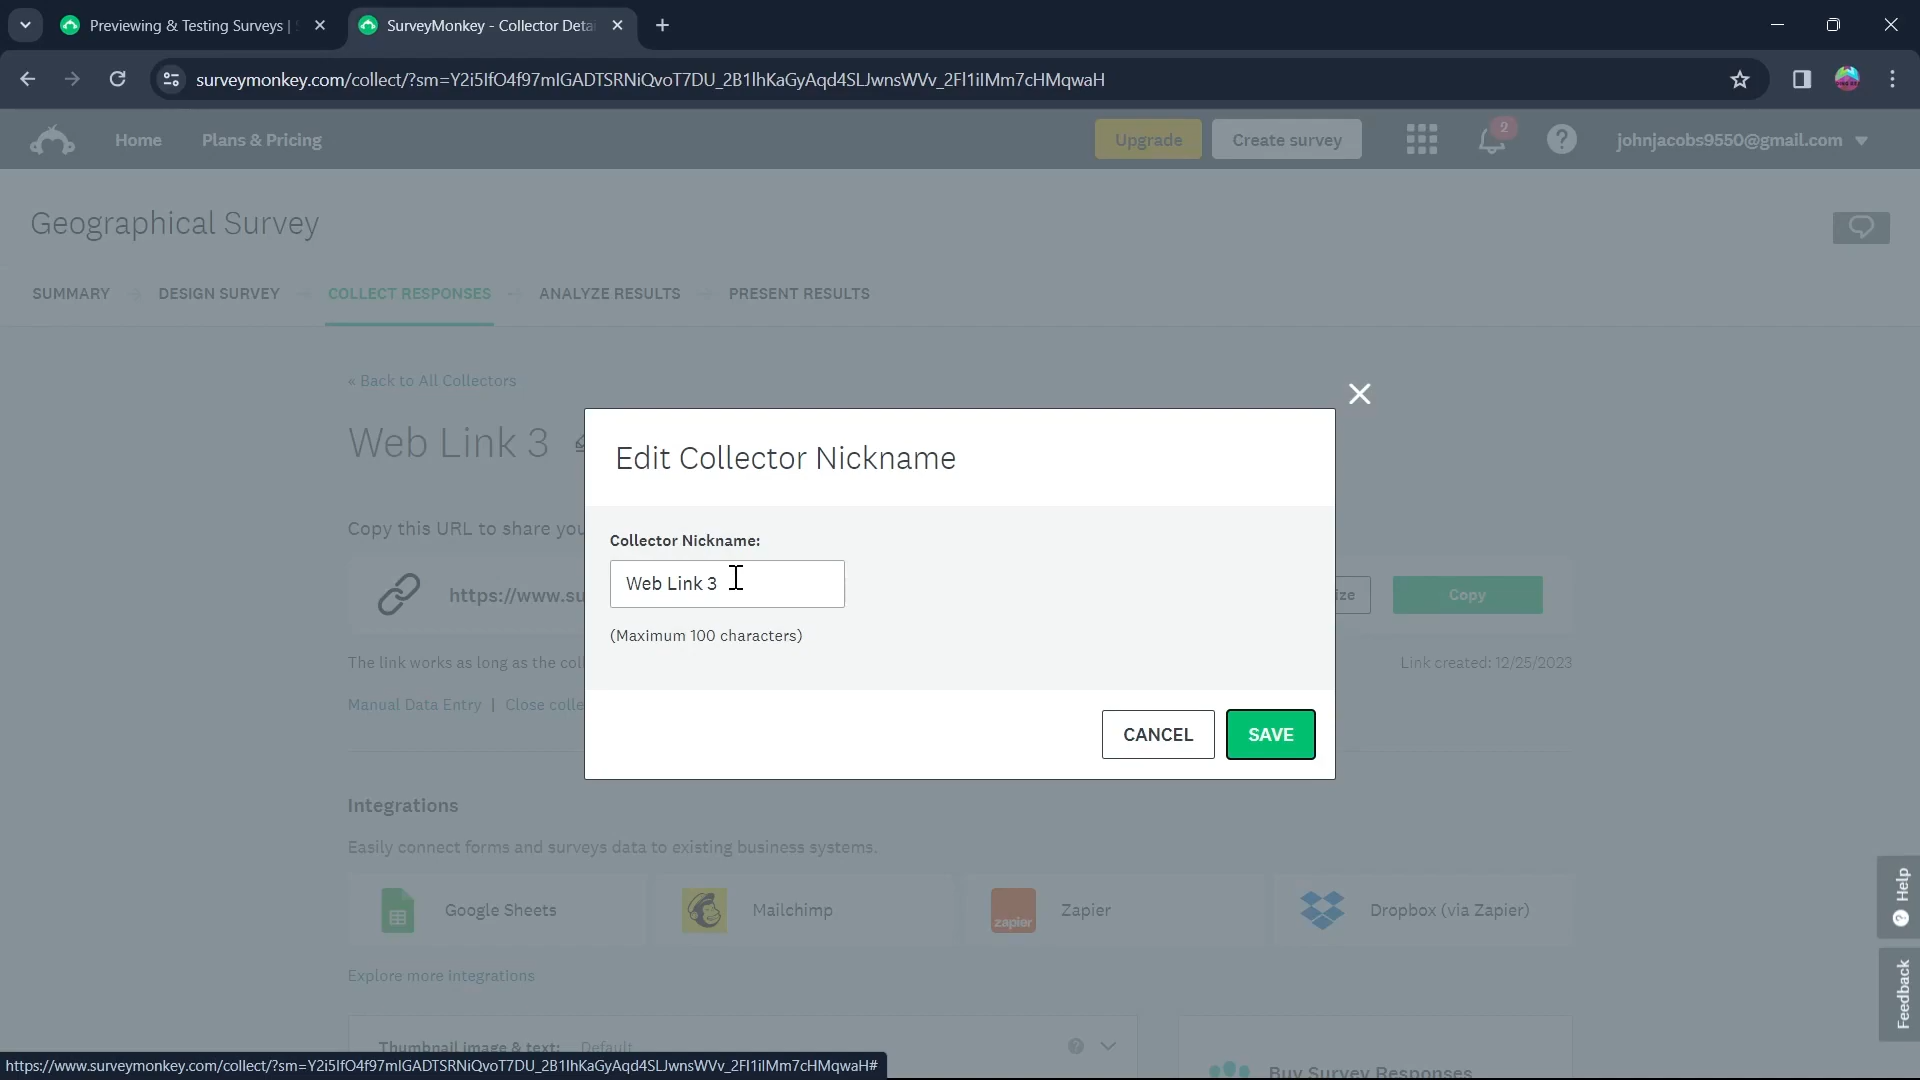 Previewing & Testing Surveys |
SurveyMonkey - Collector Deta
surveymonkey.com/collect/?sm=Y2i5IfO4f97mIGADTSRNiQvoT7DU_2B1IhKaGyAqd4SLJwnsWVv_2FI1iIMm7cHMqwaH
Home
Plans & Pricing
Upgrade
Create survey
2
johnjacobs9550@gmail.com
Geographical Survey
SUMMARY
DESIGN SURVEY
COLLECT RESPONSES
ANALYZE RESULTS
PRESENT RESULTS
« Back to All Collectors
Web Link 3
Edit Collector Nickname
Copy this URL to share you
Collector Nickname:
Web Link 3
https://www.su
ize
Copy
(Maximum 100 characters)
The link works as long as the coll
Link created: 12/25/2023
Manual Data Entry | Close colle
CANCEL
SAVE
Integrations
Easily connect forms and surveys data to existing business systems.
Google Sheets
Mailchimp
zapier
Zapier
Dropbox (via Zapier)
Help
Explore more integrations
Feedback
Thumbnail image & text: Default
Buy Survey Responses
https://www.surveymonkey.com/collect/?sm=Y2i5IfO4f97mIGADTSRNiQvoT7DU_2B1IhKaGyAqd4SLJwnsWVv_2FI1iIMm7cHMqwaH#